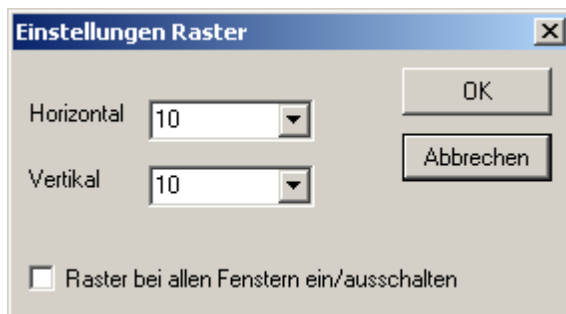 Einstellungen Raster
OK
Horizontal 10
Abbrechen
Vertikal 10
Raster bei allen Fenstern ein/ausschalten